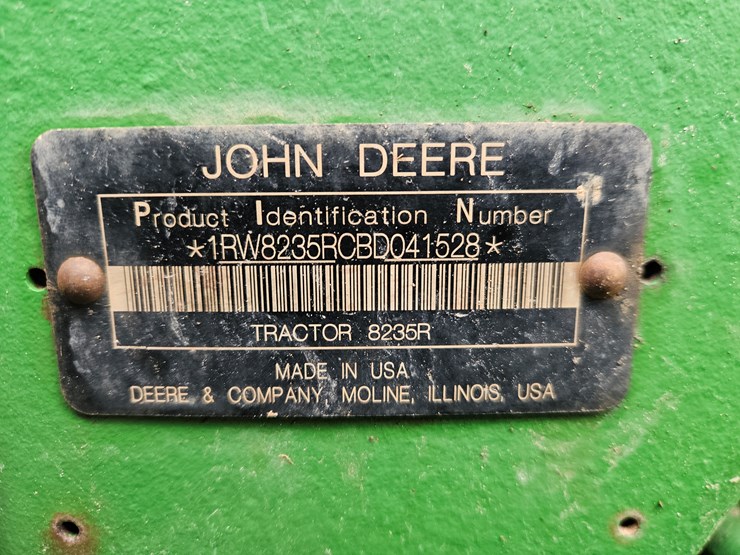 JOHN DEERE
Product Identification Number
*1RW8235RCBD041528*
TRACTOR 8235R
MADE IN USA
DEERE & COMPANY, MOLINE, ILLINOIS, USA